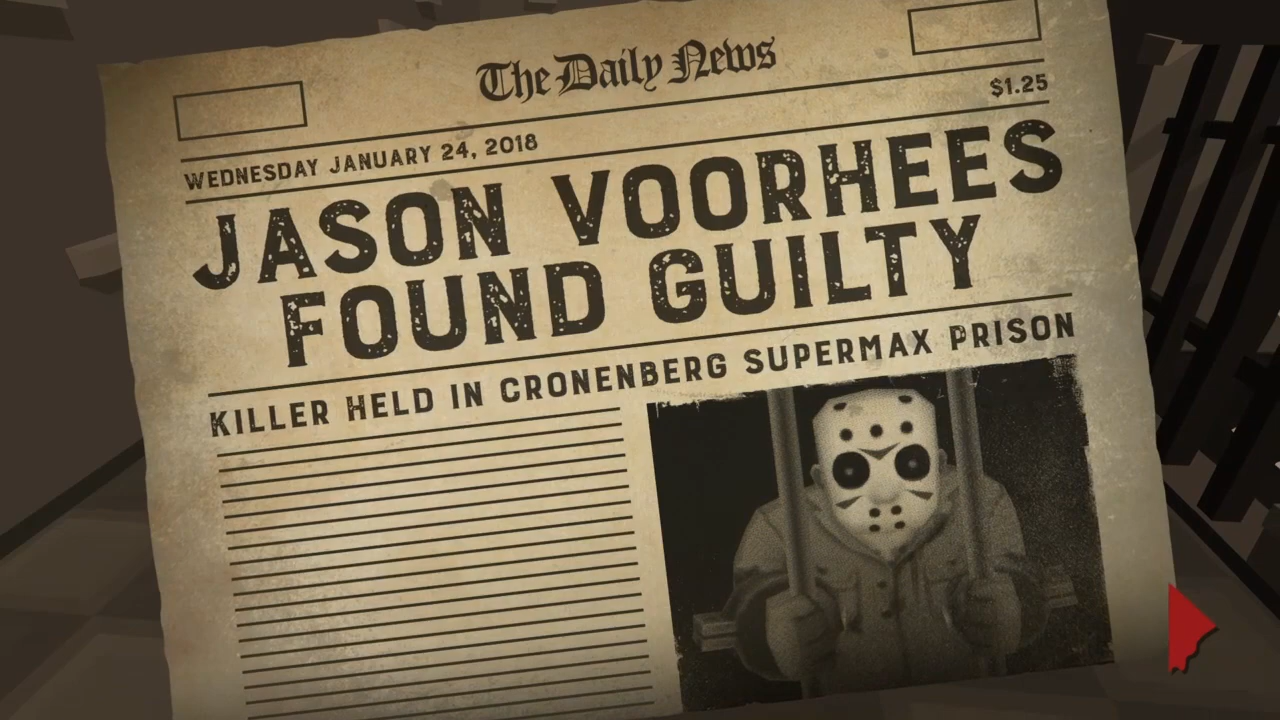 The Daily News
$1.25
WEDNESDAY JANUARY 24, 2018
JASON VOORHEES
FOUND GUILTY
KILLER HELD IN CRONENBERG SUPERMAX PRISON